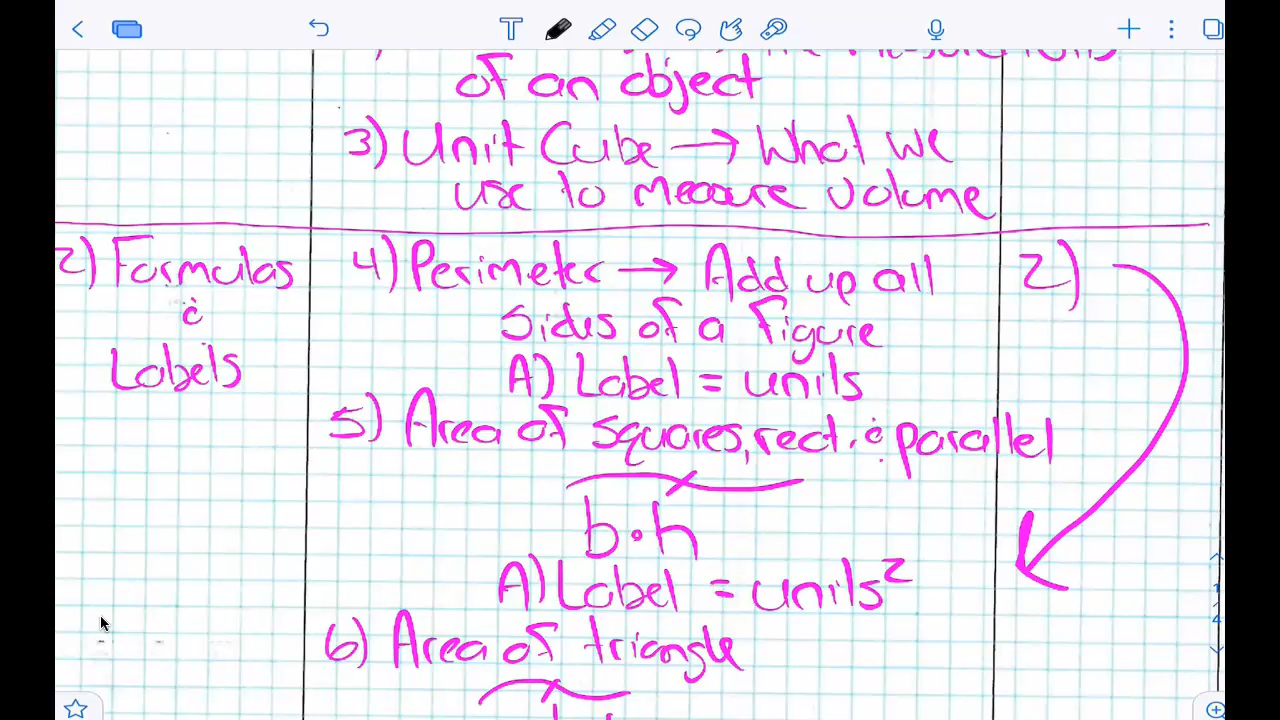 of an object
3) Unit Cube → What we
use to measure volume
2) Formulas
&
Labels
4) Perimeter → Add up all
sides of a figure
A) Label = units
5) Area of squares, rect. & parallel
b·h
A) Label = units²
6) Area of triangle
2)
1
4